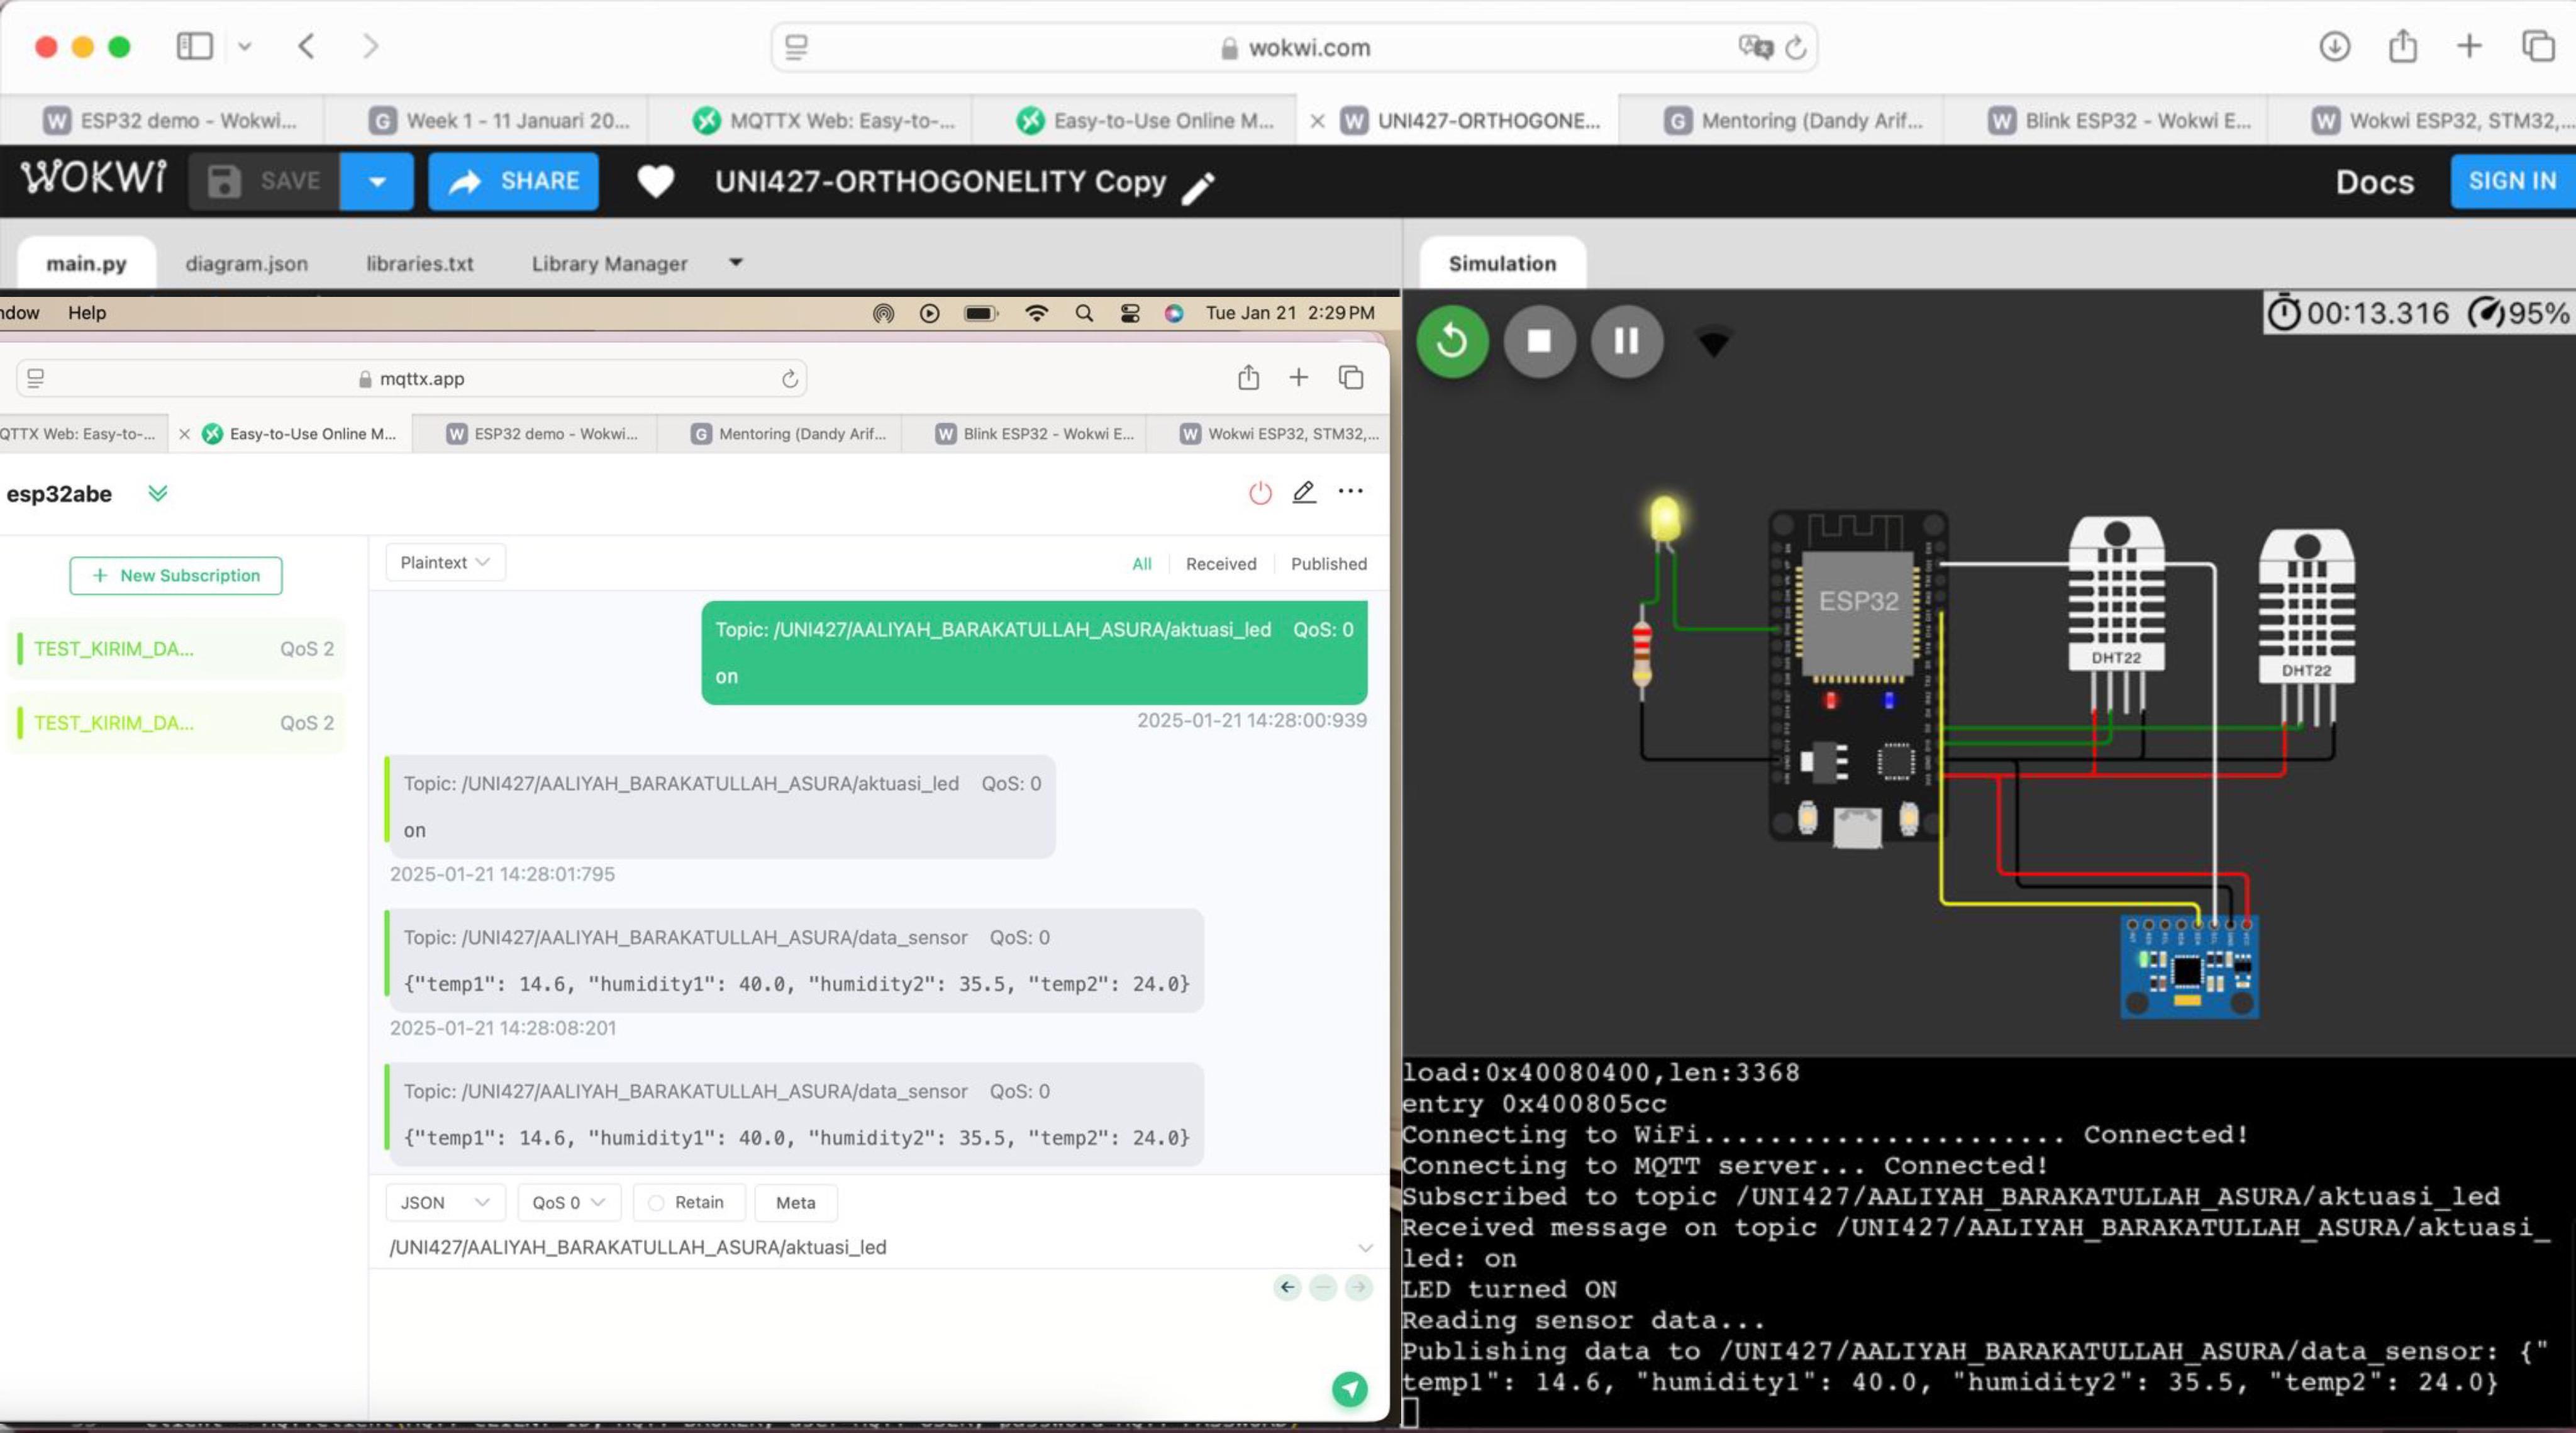 wokwi.com
ESP32 demo - Wokwi...
Week 1 - 11 Januari 20...
MQTTX Web: Easy-to-...
Easy-to-Use Online M...
UNI427-ORTHOGONE...
Mentoring (Dandy Arif...
Blink ESP32 - Wokwi E...
Wokwi ESP32, STM32,...
WOKWi
SAVE
SHARE
UNI427-ORTHOGONELITY Copy
Docs
SIGN IN
main.py
diagram.json
libraries.txt
Library Manager
Simulation
ndow
Help
Tue Jan 21 2:29 PM
00:13.316
95%
mqttx.app
QTTX Web: Easy-to-...
Easy-to-Use Online M...
ESP32 demo - Wokwi...
Mentoring (Dandy Arif...
Blink ESP32 - Wokwi E...
Wokwi ESP32, STM32,...
esp32abe
+ New Subscription
TEST_KIRIM_DA... QoS 2
TEST_KIRIM_DA... QoS 2
Plaintext
All
Received
Published
Topic: /UNI427/AALIYAH_BARAKATULLAH_ASURA/aktuasi_led QoS: 0
on
2025-01-21 14:28:00:939
Topic: /UNI427/AALIYAH_BARAKATULLAH_ASURA/aktuasi_led QoS: 0
on
2025-01-21 14:28:01:795
Topic: /UNI427/AALIYAH_BARAKATULLAH_ASURA/data_sensor QoS: 0
{"temp1": 14.6, "humidity1": 40.0, "humidity2": 35.5, "temp2": 24.0}
2025-01-21 14:28:08:201
Topic: /UNI427/AALIYAH_BARAKATULLAH_ASURA/data_sensor QoS: 0
{"temp1": 14.6, "humidity1": 40.0, "humidity2": 35.5, "temp2": 24.0}
JSON
QoS 0
Retain
Meta
/UNI427/AALIYAH_BARAKATULLAH_ASURA/aktuasi_led
ESP32
DHT22
DHT22
load:0x40080400,len:3368
entry 0x400805cc
Connecting to WiFi...................... Connected!
Connecting to MQTT server... Connected!
Subscribed to topic /UNI427/AALIYAH_BARAKATULLAH_ASURA/aktuasi_led
Received message on topic /UNI427/AALIYAH_BARAKATULLAH_ASURA/aktuasi_
led: on
LED turned ON
Reading sensor data...
Publishing data to /UNI427/AALIYAH_BARAKATULLAH_ASURA/data_sensor: {"
temp1": 14.6, "humidity1": 40.0, "humidity2": 35.5, "temp2": 24.0}